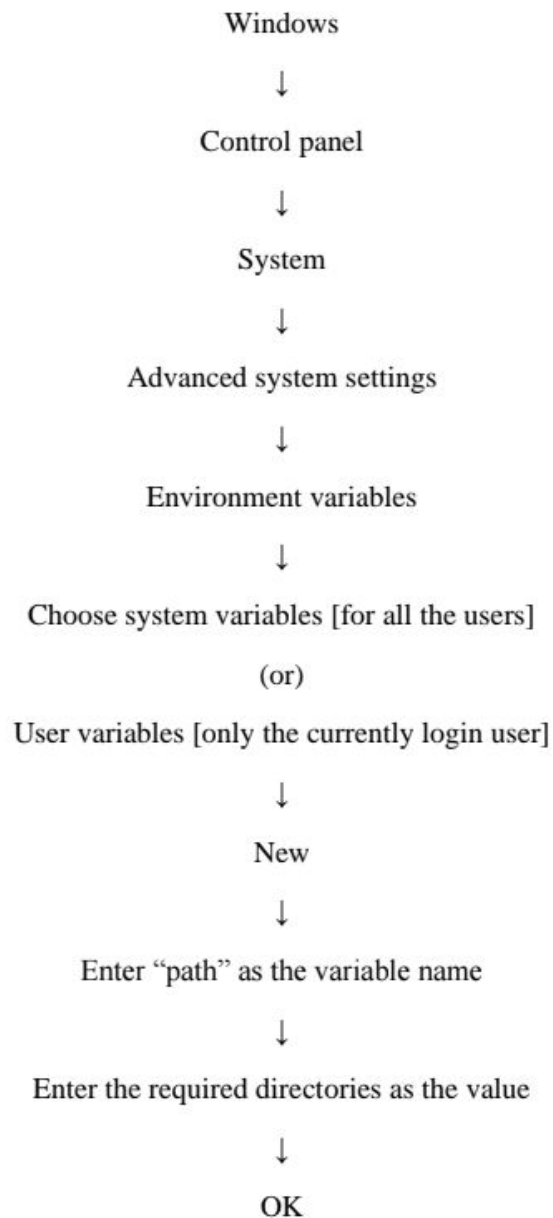 Windows
↓
Control panel
↓
System
↓
Advanced system settings
↓
Environment variables
↓
Choose system variables [for all the users]
(or)
User variables [only the currently login user]
↓
New
↓
Enter “path” as the variable name
↓
Enter the required directories as the value
↓
OK